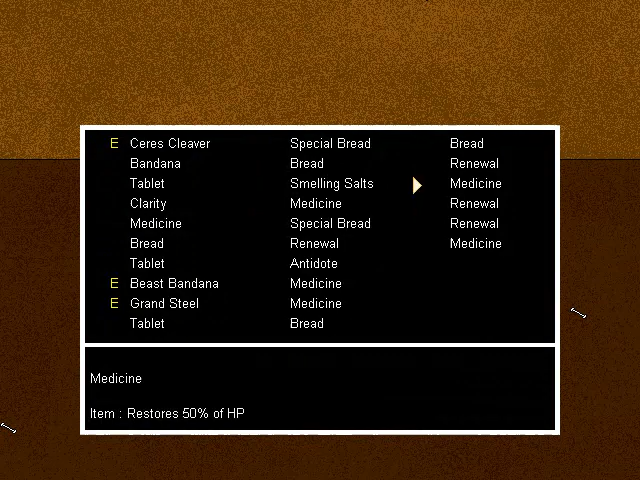 E Ceres Cleaver Special Bread Bread
Bandana Bread Renewal
Tablet Smelling Salts Medicine
Clarity Medicine Renewal
Medicine Special Bread Renewal
Bread Renewal Medicine
Tablet Antidote
E Beast Bandana Medicine
E Grand Steel Medicine
Tablet Bread
Medicine
Item : Restores 50% of HP